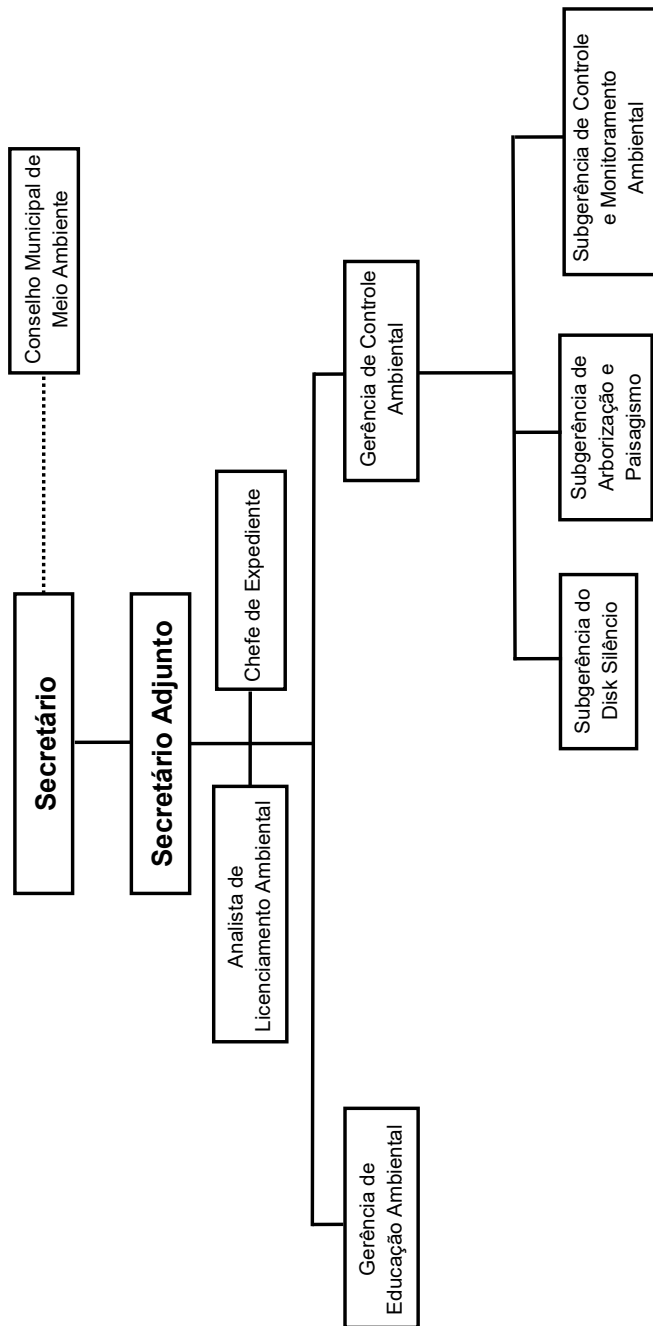 Conselho Municipal de
Meio Ambiente
Secretário
Secretário Adjunto
Analista de
Licenciamento Ambiental
Chefe de Expediente
Gerência de
Educação Ambiental
Gerência de Controle
Ambiental
Subgerência do
Disk Silêncio
Subgerência de
Arborização e
Paisagismo
Subgerência de Controle
e Monitoramento
Ambiental